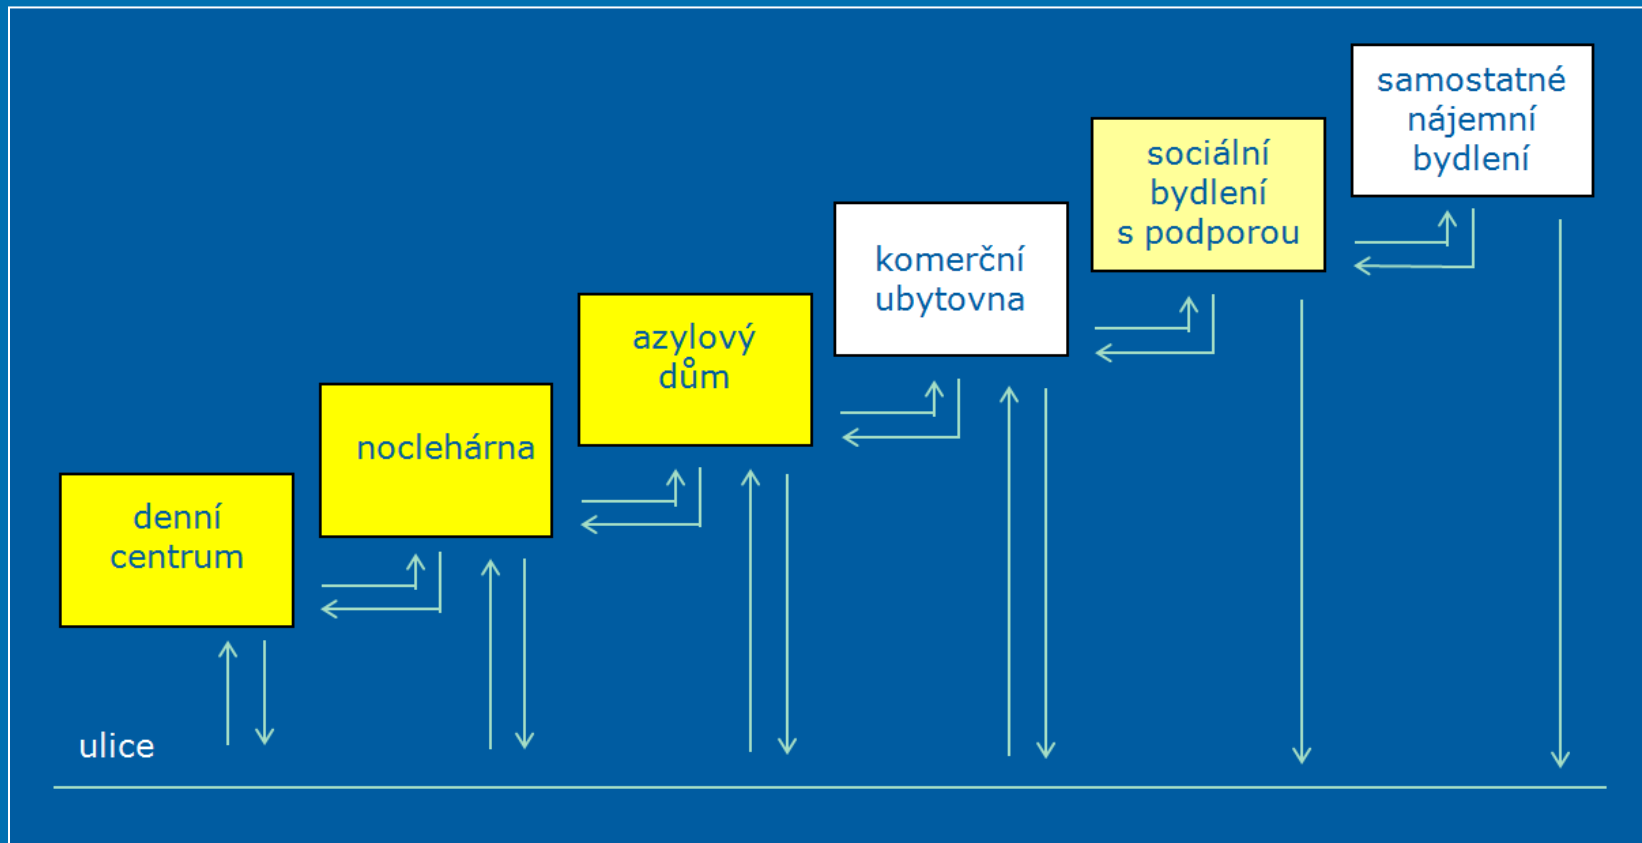 samostatné
nájemní
bydlení
sociální
bydlení
s podporou
komerční
ubytovna
azylový
dům
noclehárna
denní
centrum
ulice